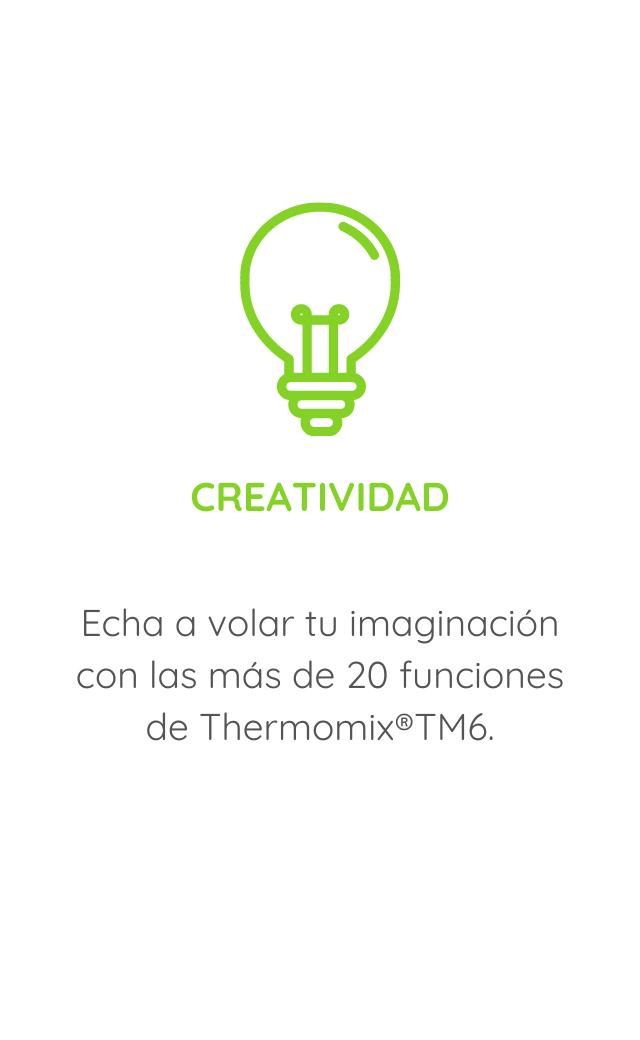 CREATIVIDAD
Echa a volar tu imaginación
con las más de 20 funciones
de Thermomix®TM6.